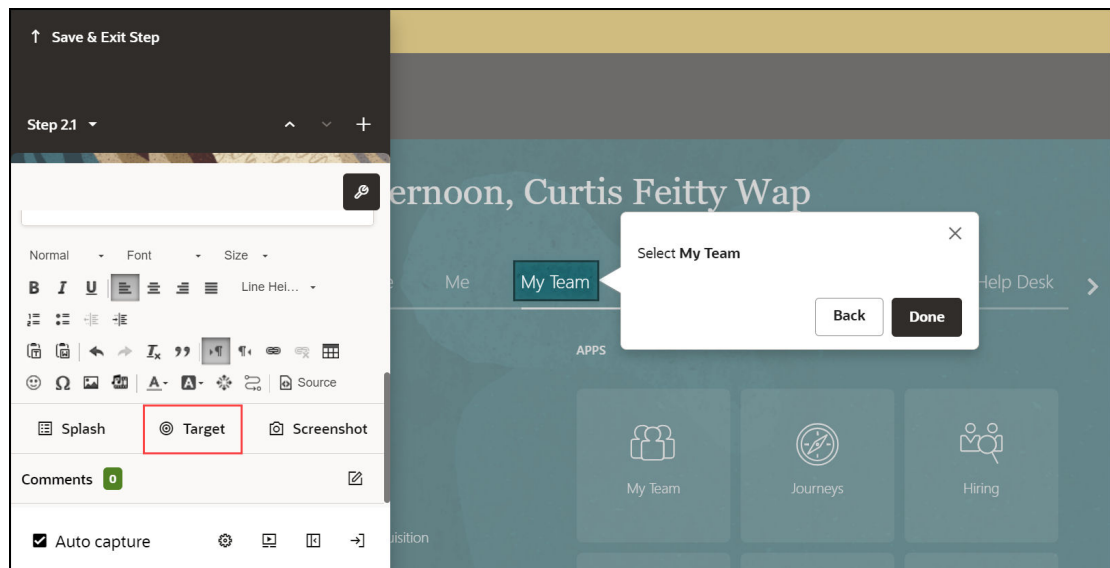 Save & Exit Step
Step 2.1
ernoon, Curtis Feitty Wap
Normal Font Size
B I U Line Hei...
Source
Me
My Team
Help Desk
Select My Team
Back Done
APPS
Splash Target Screenshot
My Team Journeys Hiring
Comments 0
Auto capture
isition